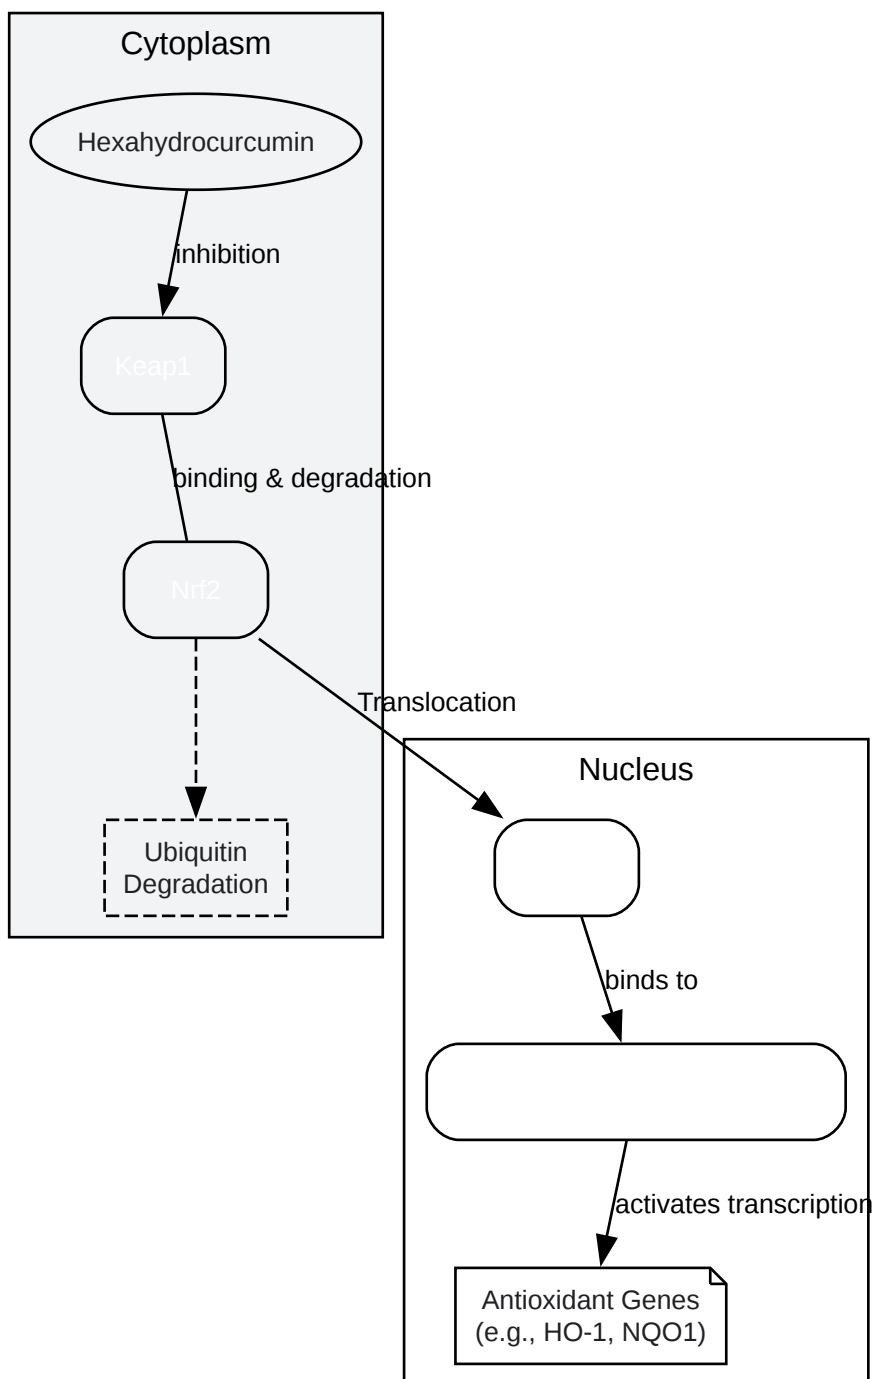 Cytoplasm
Hexahydrocurcumin
inhibition
Keap1
binding & degradation
Nrf2
Translocation
Ubiquitin
Degradation
Nucleus
binds to
activates transcription
Antioxidant Genes
(e.g., HO-1, NQO1)